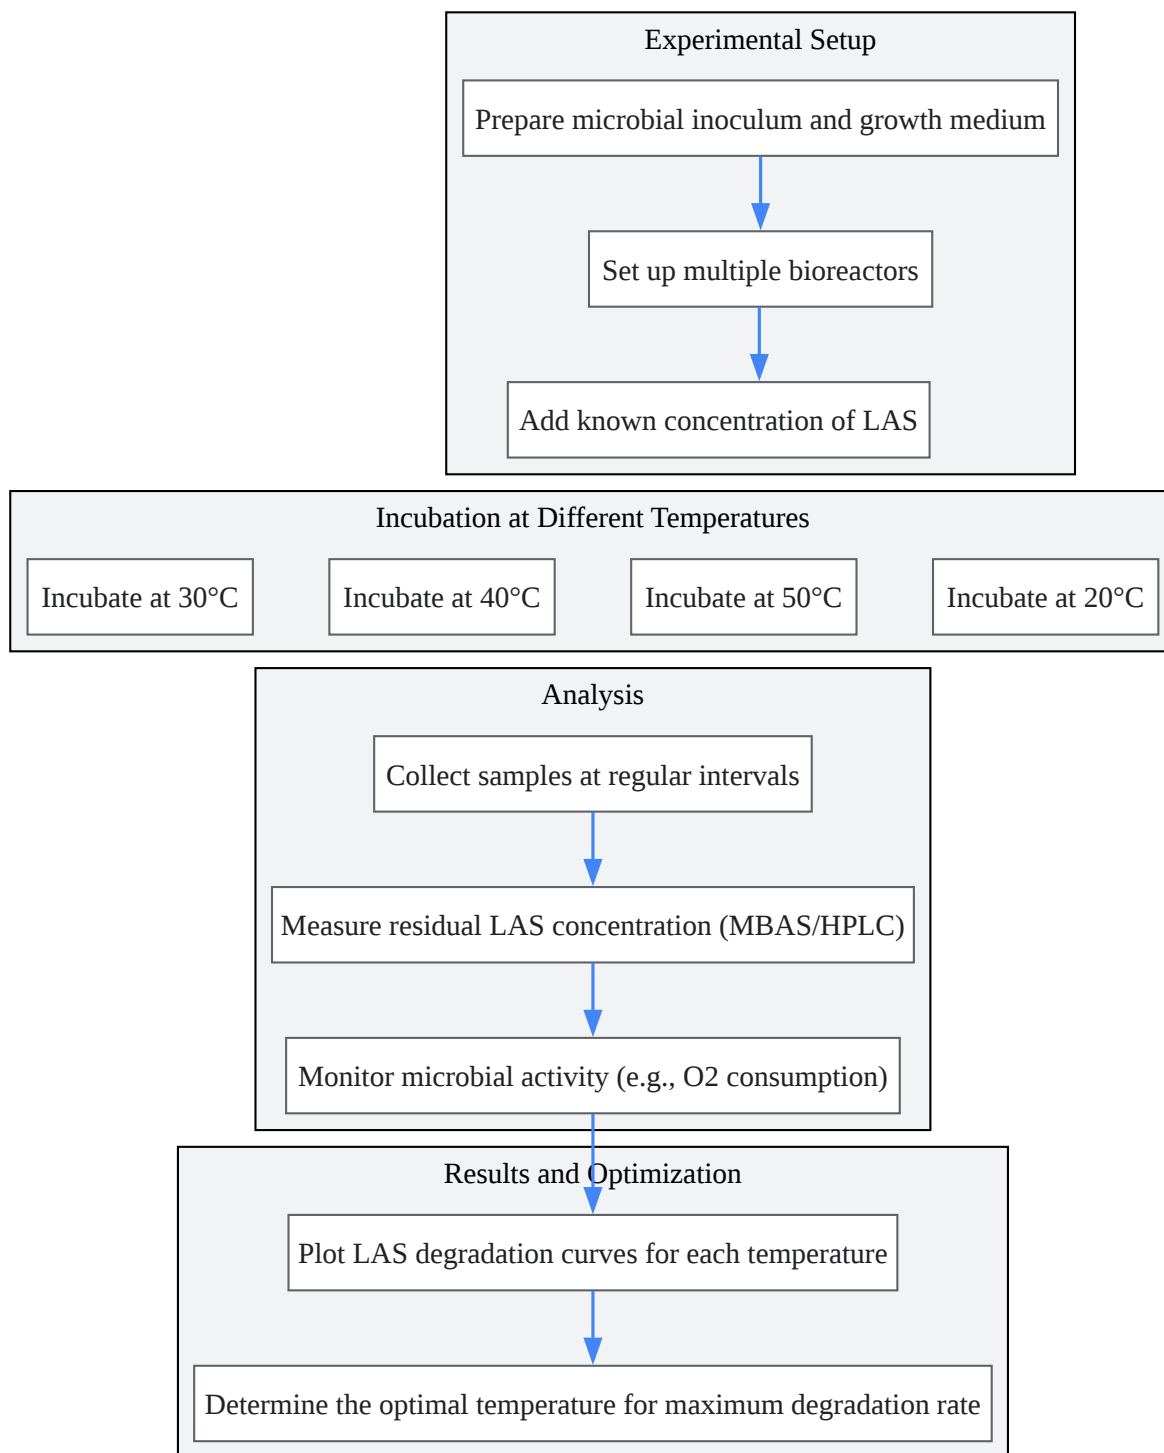 Experimental Setup
Prepare microbial inoculum and growth medium
Set up multiple bioreactors
Add known concentration of LAS
Incubation at Different Temperatures
Incubate at 30°C
Incubate at 40°C
Incubate at 50°C
Incubate at 20°C
Analysis
Collect samples at regular intervals
Measure residual LAS concentration (MBAS/HPLC)
Monitor microbial activity (e.g., O2 consumption)
Results and Optimization
Plot LAS degradation curves for each temperature
Determine the optimal temperature for maximum degradation rate